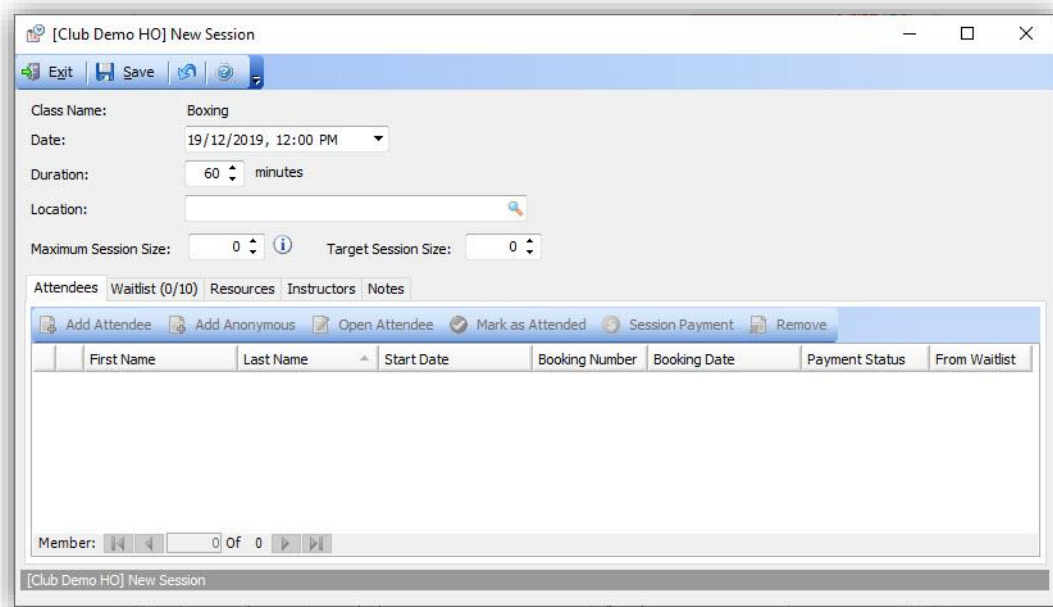 [Club Demo HO] New Session
Exit Save
Class Name: Boxing
Date: 19/12/2019, 12:00 PM
Duration: 60 minutes
Location:
Maximum Session Size: 0 Target Session Size: 0
Attendees Waitlist (0/10) Resources Instructors Notes
Add Attendee Add Anonymous Open Attendee Mark as Attended Session Payment Remove
First Name Last Name Start Date Booking Number Booking Date Payment Status From Waitlist
Member: 0 Of 0
[Club Demo HO] New Session